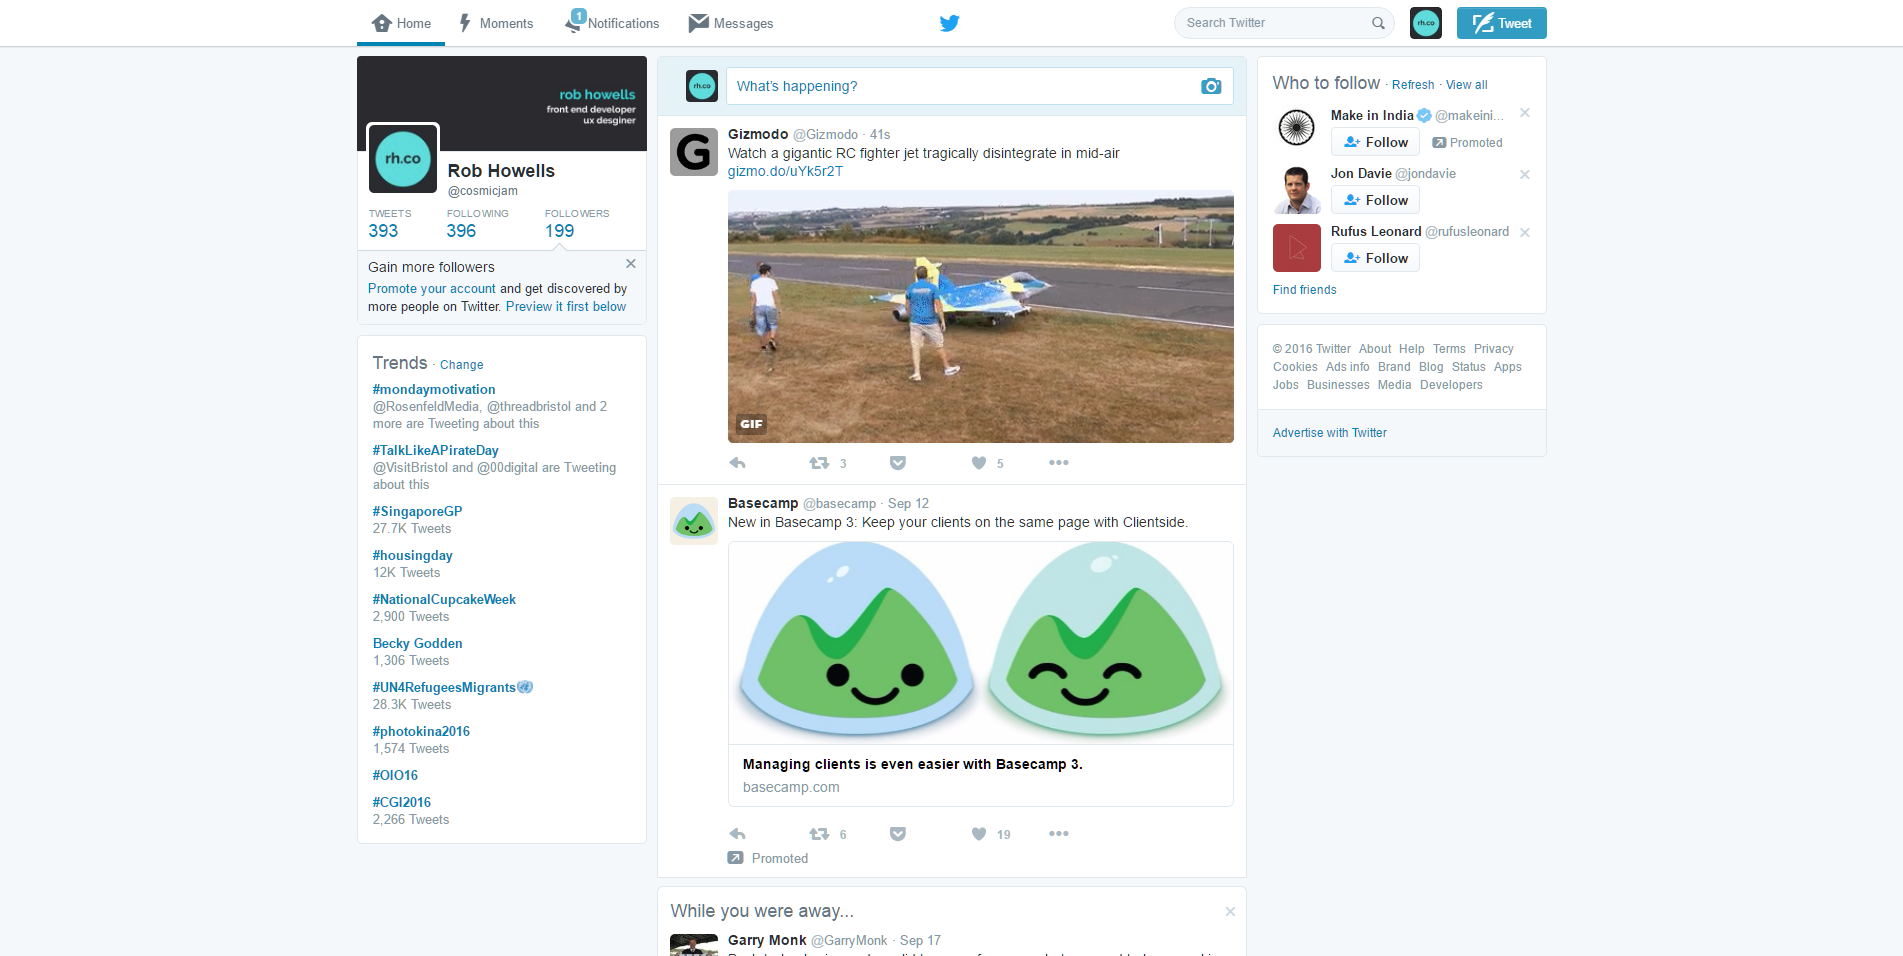 Home
Moments
1
Notifications
Messages
Search Twitter
rh.co
Tweet
rob howells
front end developer
ux desginer
rh.co
Rob Howells
@cosmicjam
TWEETS FOLLOWING FOLLOWERS
393 396 199
Gain more followers
Promote your account and get discovered by
more people on Twitter. Preview it first below
Trends · Change
#mondaymotivation
@RosenfeldMedia, @threadbristol and 2
more are Tweeting about this
#TalkLikeAPirateDay
@VisitBristol and @00digital are Tweeting
about this
#SingaporeGP
27.7K Tweets
#housingday
12K Tweets
#NationalCupcakeWeek
2,900 Tweets
Becky Godden
1,306 Tweets
#UN4RefugeesMigrants
28.3K Tweets
#photokina2016
1,574 Tweets
#OIO16
#CGI2016
2,266 Tweets
rh.co
What's happening?
G
Gizmodo @Gizmodo · 41s
Watch a gigantic RC fighter jet tragically disintegrate in mid-air
gizmo.do/uYk5r2T
GIF
3 5
Basecamp @basecamp · Sep 12
New in Basecamp 3: Keep your clients on the same page with Clientside.
Managing clients is even easier with Basecamp 3.
basecamp.com
6 19
Promoted
While you were away...
Garry Monk @GarryMonk · Sep 17
Who to follow · Refresh · View all
Make in India @makeini...
Follow
Promoted
Jon Davie @jondavie
Follow
Rufus Leonard @rufusleonard
Follow
Find friends
© 2016 Twitter About Help Terms Privacy
Cookies Ads info Brand Blog Status Apps
Jobs Businesses Media Developers
Advertise with Twitter